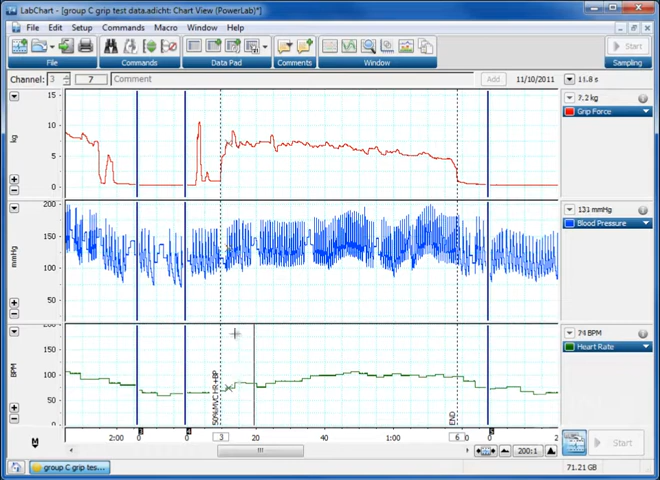 LabChart - [group C grip test data.adicht: Chart View (PowerLab)*]
File Edit Setup Commands Macro Window Help
File Commands Data Pad Comments Window Sampling
Start
Channel: 3 7 Comment Add 11/10/2011 11.8 s
15
10
5
0
kg
7.2 kg
Grip Force
200
150
100
50
mmHg
131 mmHg
Blood Pressure
200
150
100
50
0
BPM
74 BPM
Heart Rate
50%MVC HR+BP
END
3 4 5
M 2:00 0 0 3 20 40 1:00 6 0 2
200:1
Start
group C grip tes...
71.21 GB